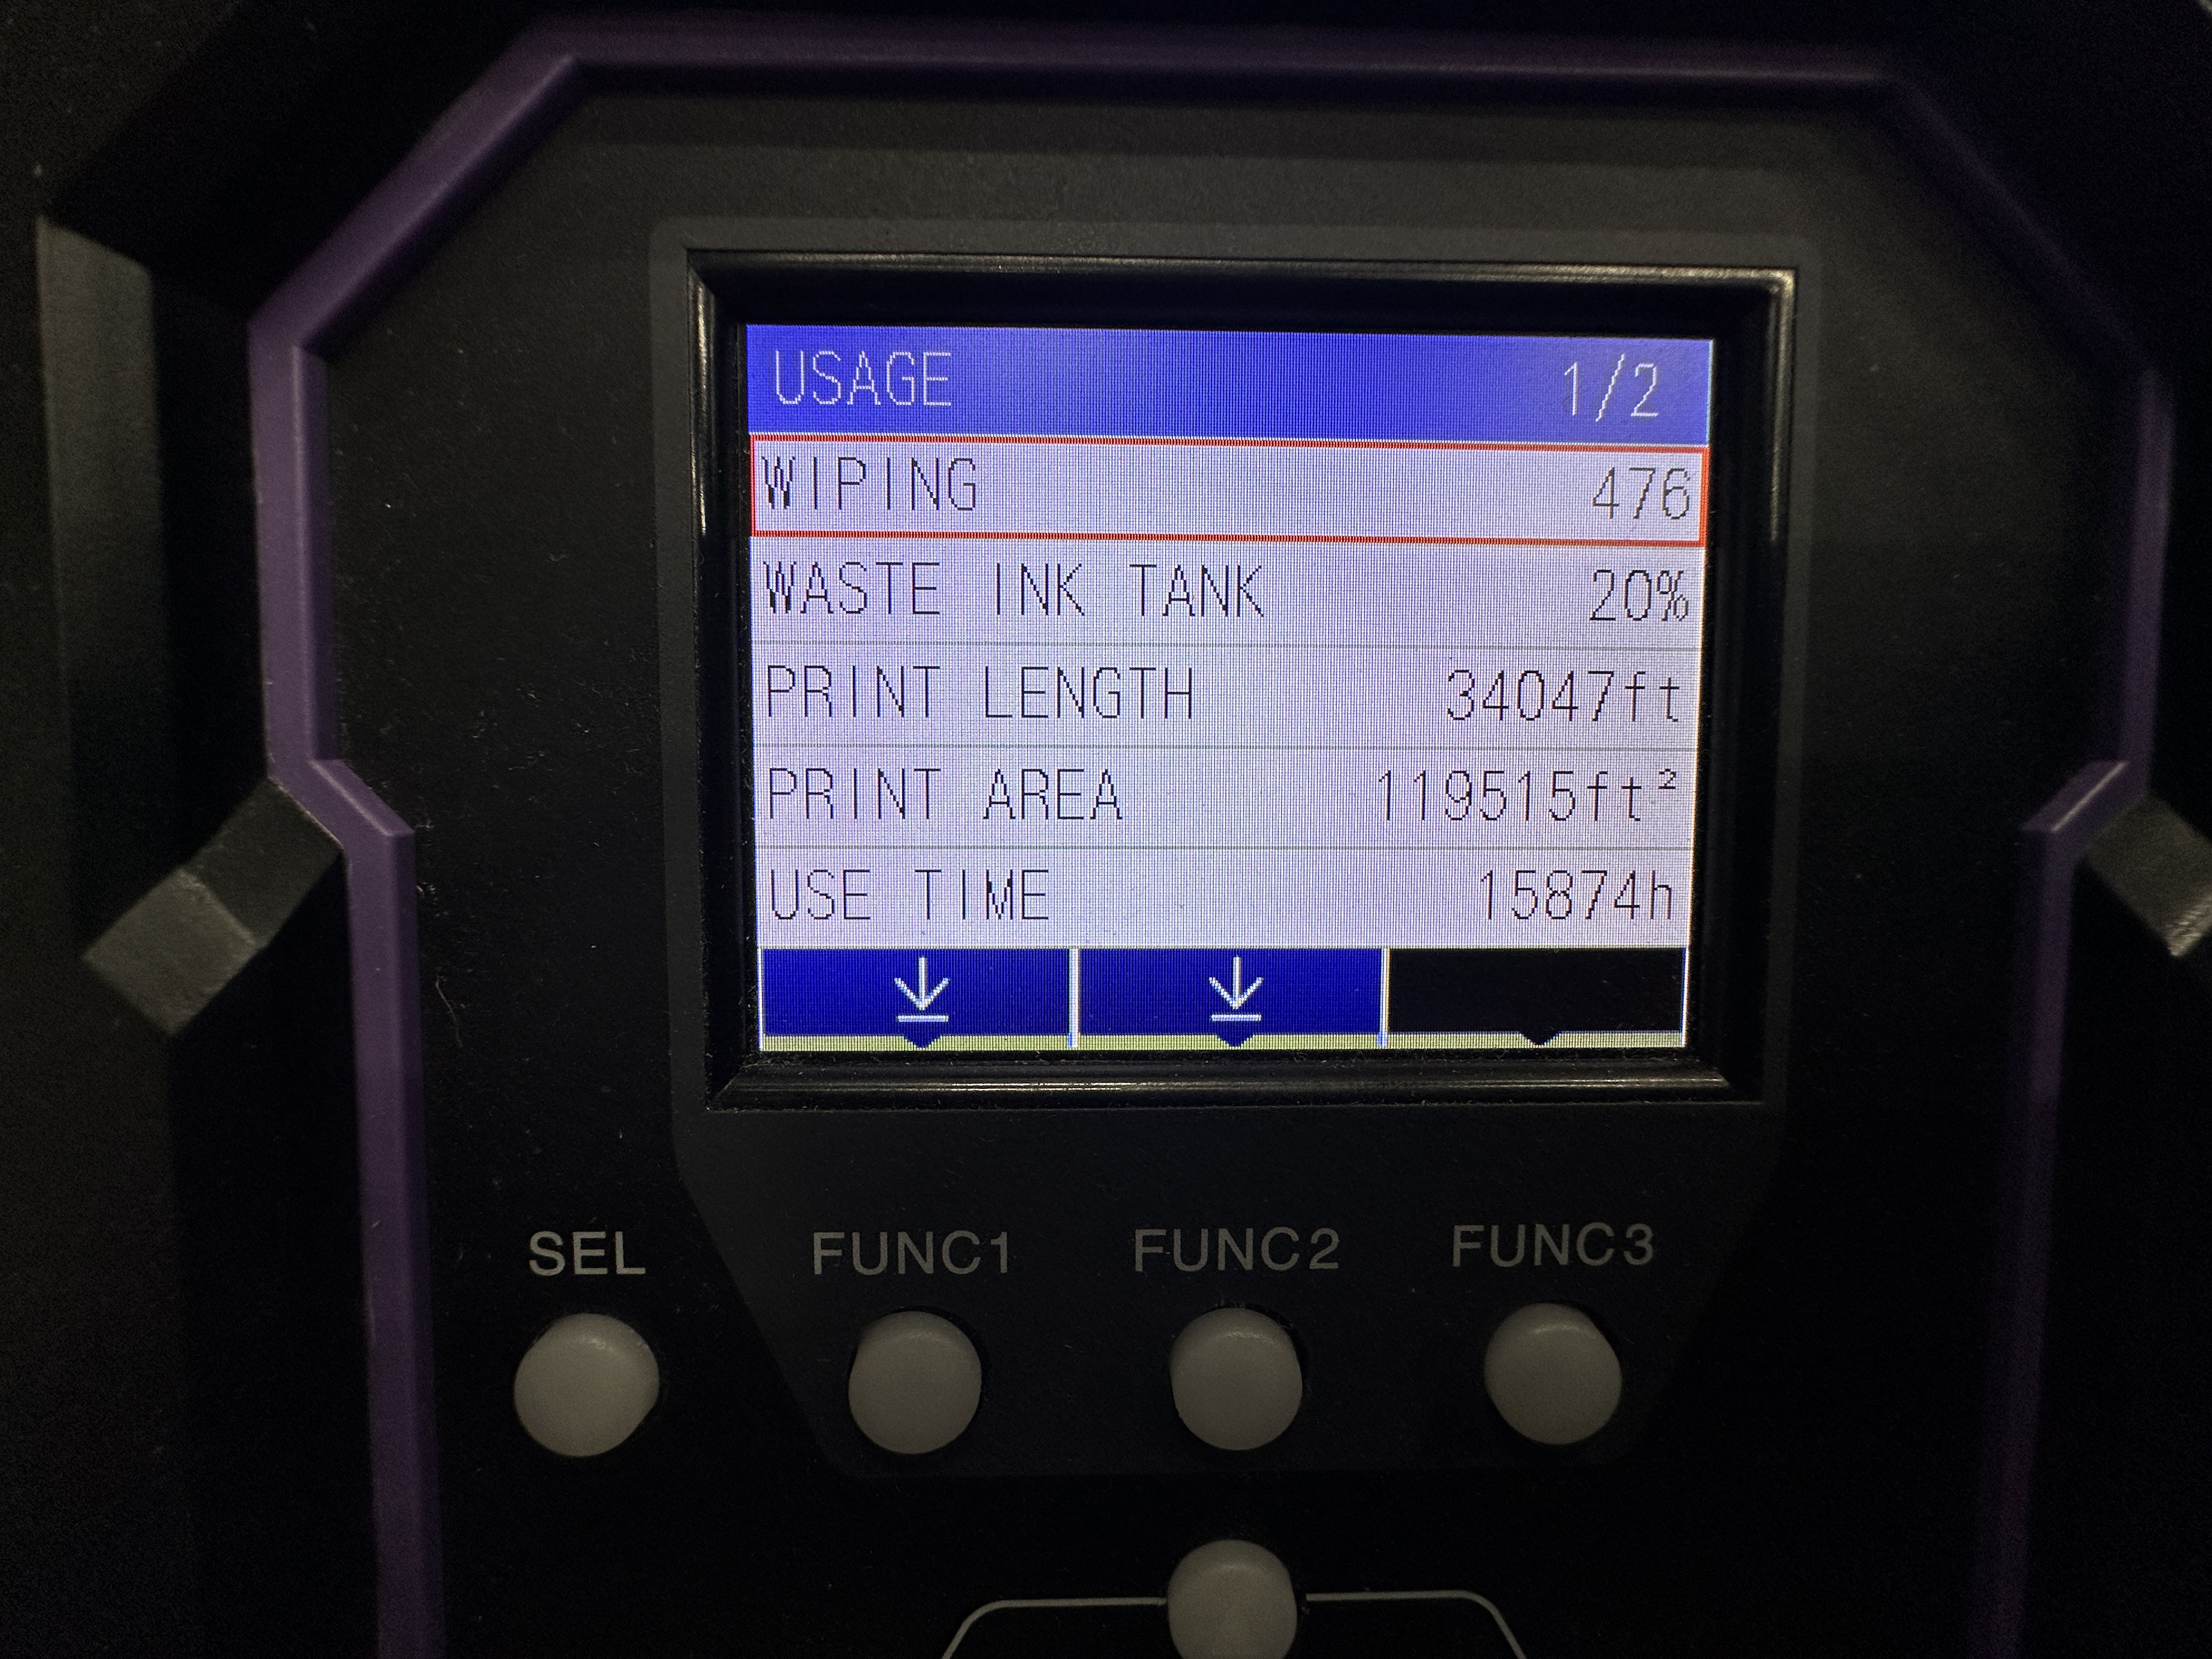 USAGE 1/2
WIPING 476
WASTE INK TANK 20%
PRINT LENGTH 34047ft
PRINT AREA 119515ft²
USE TIME 15874h
SEL FUNC1 FUNC2 FUNC3